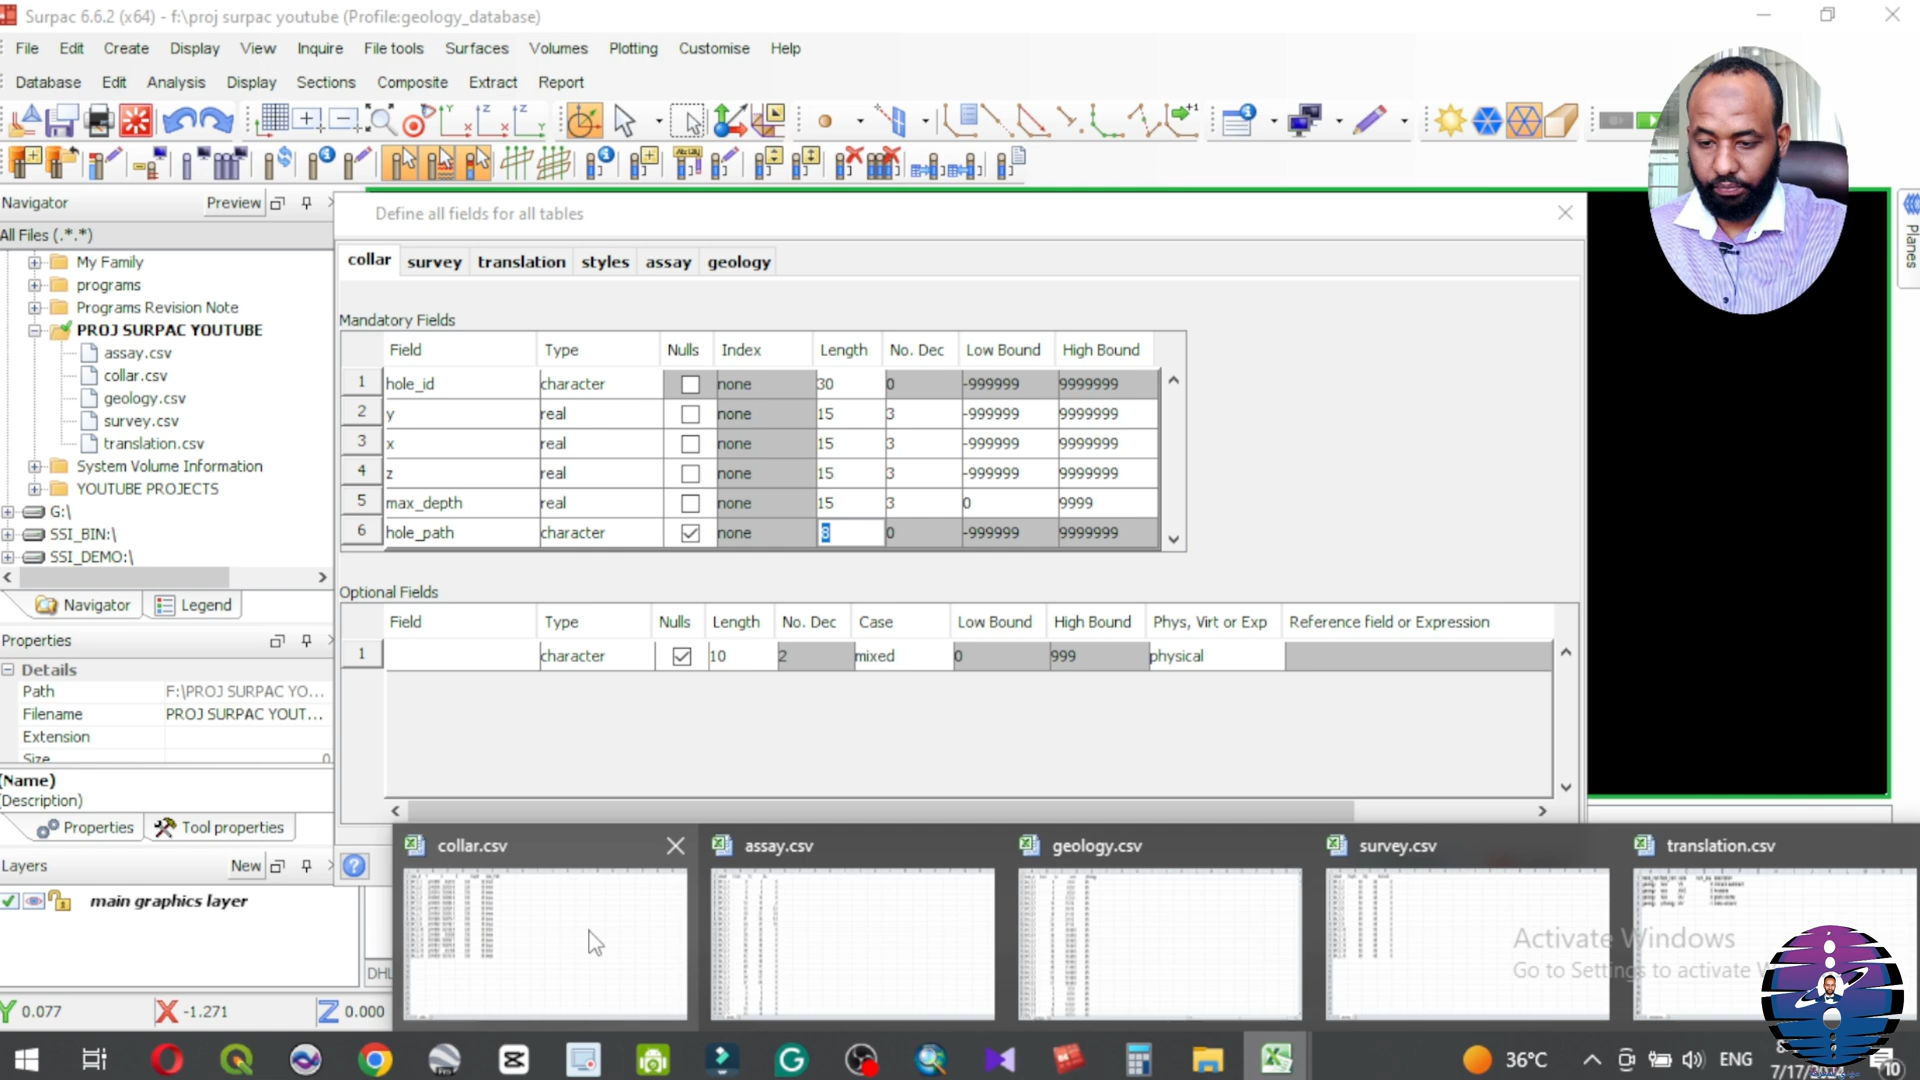 Surpac 6.6.2 (x64) - f:\proj surpac youtube (Profile:geology_database)
File Edit Create Display View Inquire File tools Surfaces Volumes Plotting Customise Help
Database Edit Analysis Display Sections Composite Extract Report
Navigator Preview
All Files (.*.*)
My Family
programs
Programs Revision Note
PROJ SURPAC YOUTUBE
assay.csv
collar.csv
geology.csv
survey.csv
translation.csv
System Volume Information
YOUTUBE PROJECTS
G:\
SSI_BIN:\
SSI_DEMO:\
Navigator Legend
Properties
Details
Path F:\PROJ SURPAC YO...
Filename PROJ SURPAC YOUT...
Extension
Size 0
(Name)
(Description)
Properties Tool properties
Layers New
main graphics layer
Y 0.077 X -1.271 Z 0.000
Define all fields for all tables
collar survey translation styles assay geology
Mandatory Fields
Field Type Nulls Index Length No. Dec Low Bound High Bound
1 hole_id character none 30 0 -999999 9999999
2 y real none 15 3 -999999 9999999
3 x real none 15 3 -999999 9999999
4 z real none 15 3 -999999 9999999
5 max_depth real none 15 3 0 9999
6 hole_path character none 8 0 -999999 9999999
Optional Fields
Field Type Nulls Length No. Dec Case Low Bound High Bound Phys, Virt or Exp Reference field or Expression
1 character 10 2 mixed 0 999 physical
Planes
DHL
collar.csv assay.csv geology.csv survey.csv translation.csv
Activate Windows
Go to Settings to activate
36°C ENG
7/17/2024
10